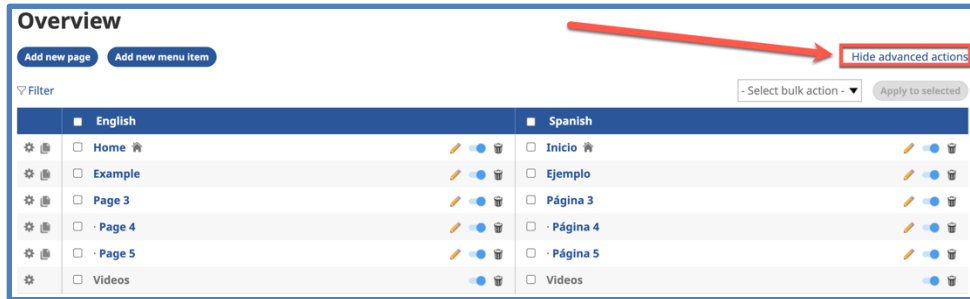 Overview
Add new page Add new menu item Hide advanced actions
Filter - Select bulk action - Apply to selected
English Spanish
Home Inicio
Example Ejemplo
Page 3 Página 3
· Page 4 · Página 4
· Page 5 · Página 5
Videos Videos